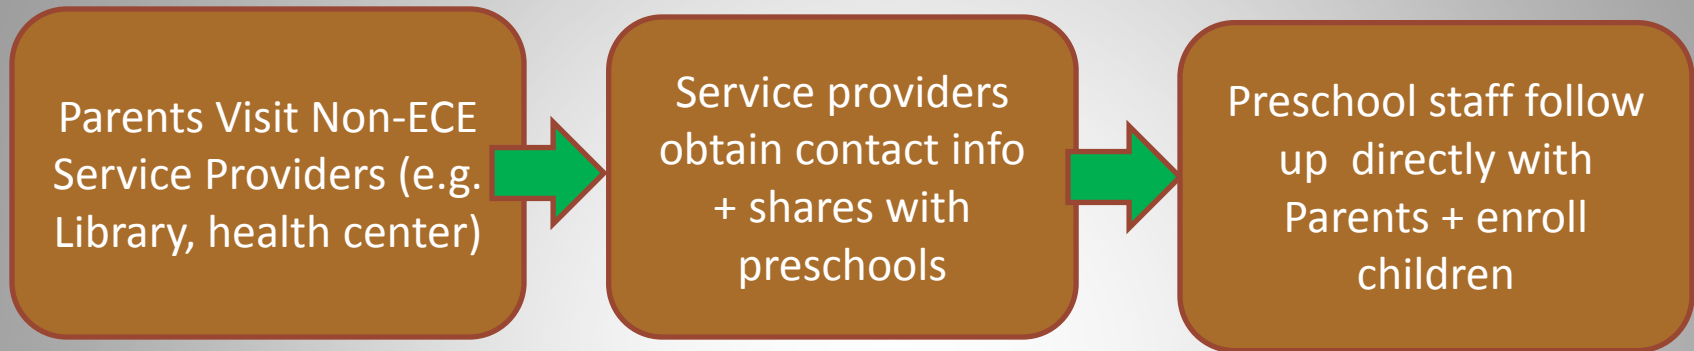 Parents Visit Non-ECE
Service Providers (e.g.
Library, health center)
Service providers
obtain contact info
+ shares with
preschools
Preschool staff follow
up  directly with
Parents + enroll
children